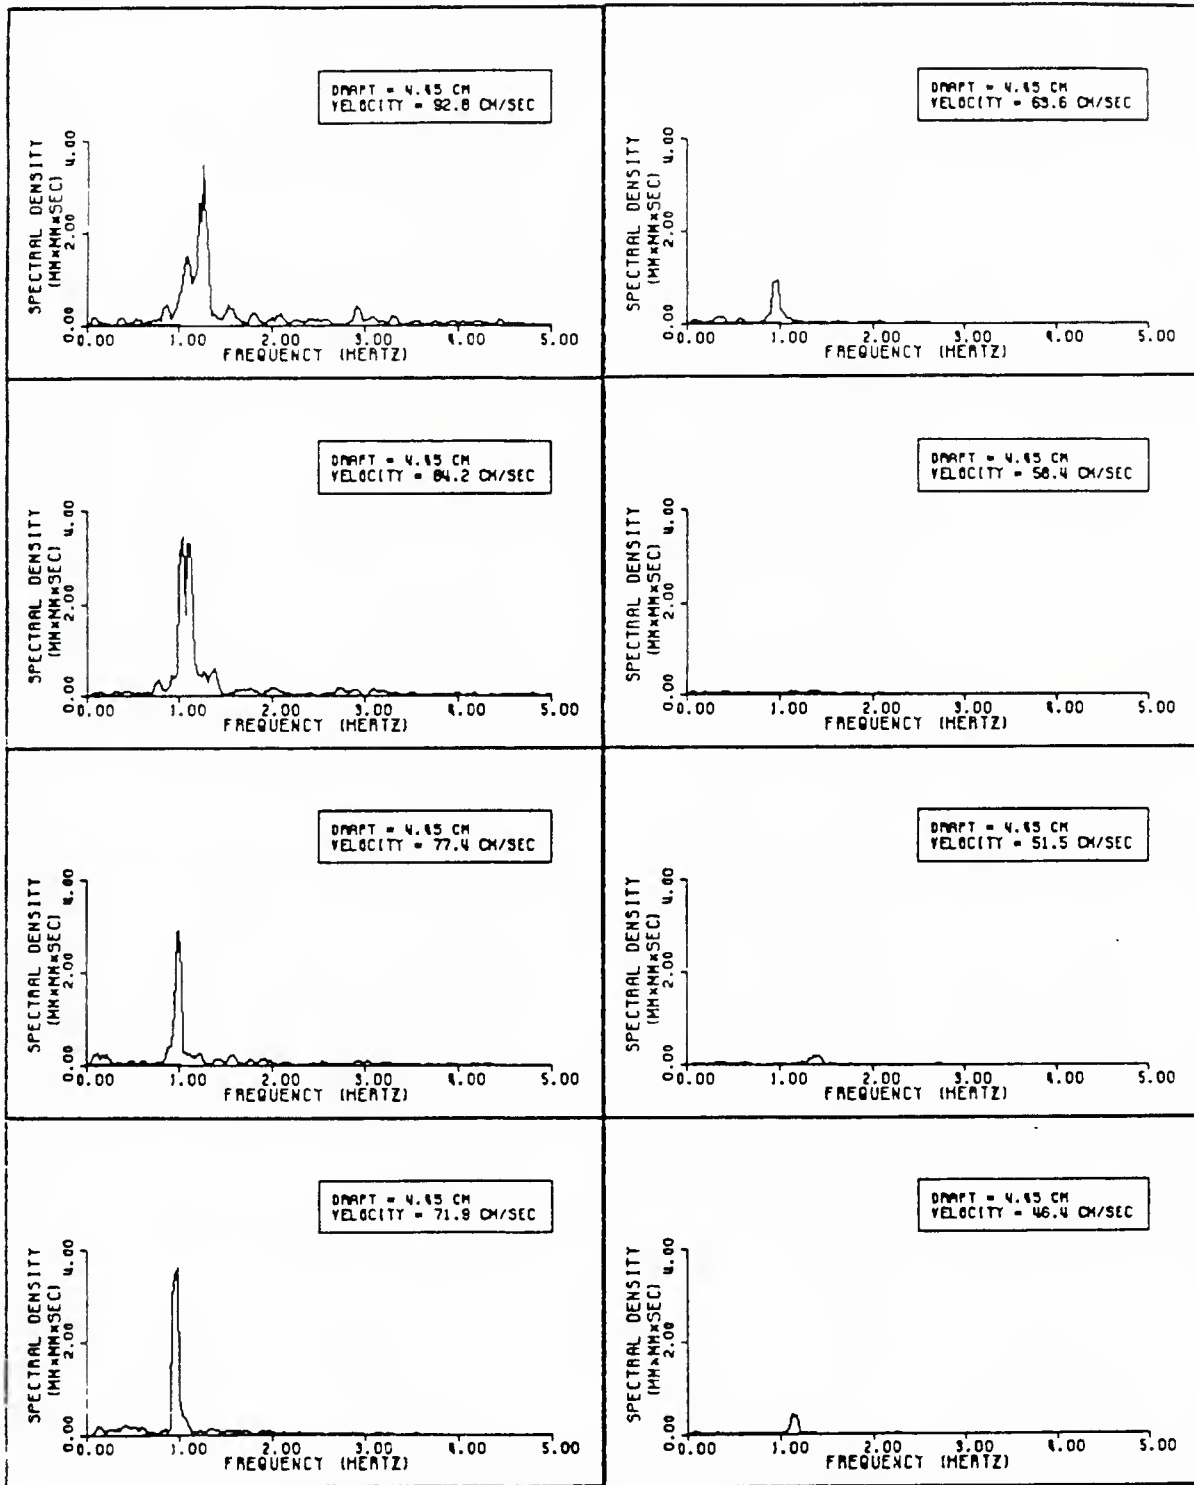 DRAFT = 4.45 CM
VELOCITY = 92.8 CM/SEC
SPECTRAL DENSITY
(MM*MM*SEC)
0.00 2.00 4.00
0.00 1.00 2.00 3.00 4.00 5.00
FREQUENCY (HERTZ)
DRAFT = 4.45 CM
VELOCITY = 63.6 CM/SEC
SPECTRAL DENSITY
(MM*MM*SEC)
0.00 2.00 4.00
0.00 1.00 2.00 3.00 4.00 5.00
FREQUENCY (HERTZ)
DRAFT = 4.45 CM
VELOCITY = 84.2 CM/SEC
SPECTRAL DENSITY
(MM*MM*SEC)
0.00 2.00 4.00
0.00 1.00 2.00 3.00 4.00 5.00
FREQUENCY (HERTZ)
DRAFT = 4.45 CM
VELOCITY = 58.4 CM/SEC
SPECTRAL DENSITY
(MM*MM*SEC)
0.00 2.00 4.00
0.00 1.00 2.00 3.00 4.00 5.00
FREQUENCY (HERTZ)
DRAFT = 4.45 CM
VELOCITY = 77.4 CM/SEC
SPECTRAL DENSITY
(MM*MM*SEC)
0.00 2.00 4.00
0.00 1.00 2.00 3.00 4.00 5.00
FREQUENCY (HERTZ)
DRAFT = 4.45 CM
VELOCITY = 51.5 CM/SEC
SPECTRAL DENSITY
(MM*MM*SEC)
0.00 2.00 4.00
0.00 1.00 2.00 3.00 4.00 5.00
FREQUENCY (HERTZ)
DRAFT = 4.45 CM
VELOCITY = 71.9 CM/SEC
SPECTRAL DENSITY
(MM*MM*SEC)
0.00 2.00 4.00
0.00 1.00 2.00 3.00 4.00 5.00
FREQUENCY (HERTZ)
DRAFT = 4.45 CM
VELOCITY = 46.4 CM/SEC
SPECTRAL DENSITY
(MM*MM*SEC)
0.00 2.00 4.00
0.00 1.00 2.00 3.00 4.00 5.00
FREQUENCY (HERTZ)